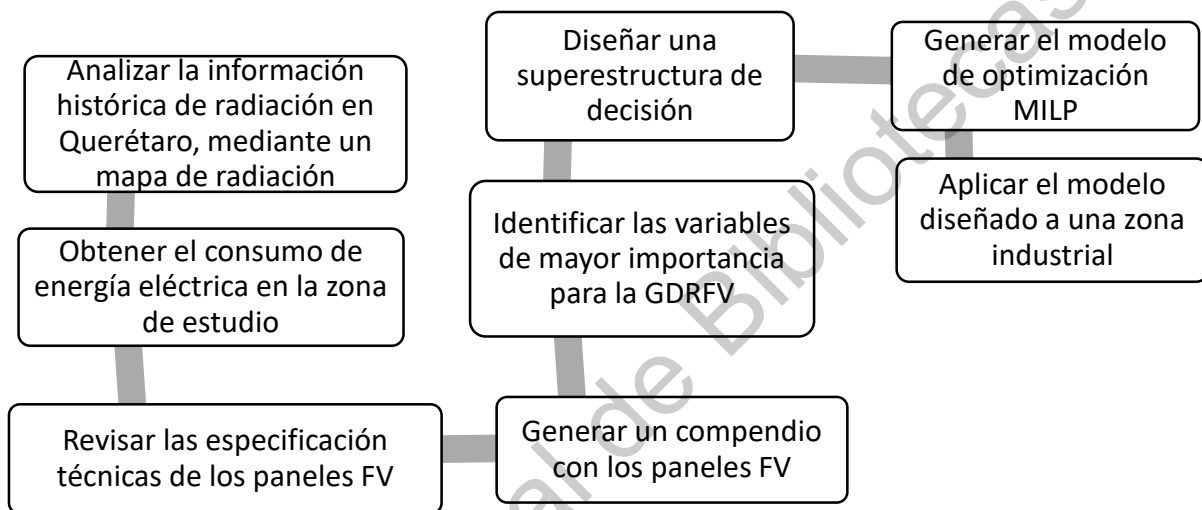 Analizar la información
histórica de radiación en
Querétaro, mediante un
mapa de radiación
Obtener el consumo de
energía eléctrica en la zona
de estudio
Revisar las especificación
técnicas de los paneles FV
Generar un compendio
con los paneles FV
Identificar las variables
de mayor importancia
para la GDRFV
Diseñar una
superestructura de
decisión
Generar el modelo
de optimización
MILP
Aplicar el modelo
diseñado a una zona
industrial
al de Bibliotecas